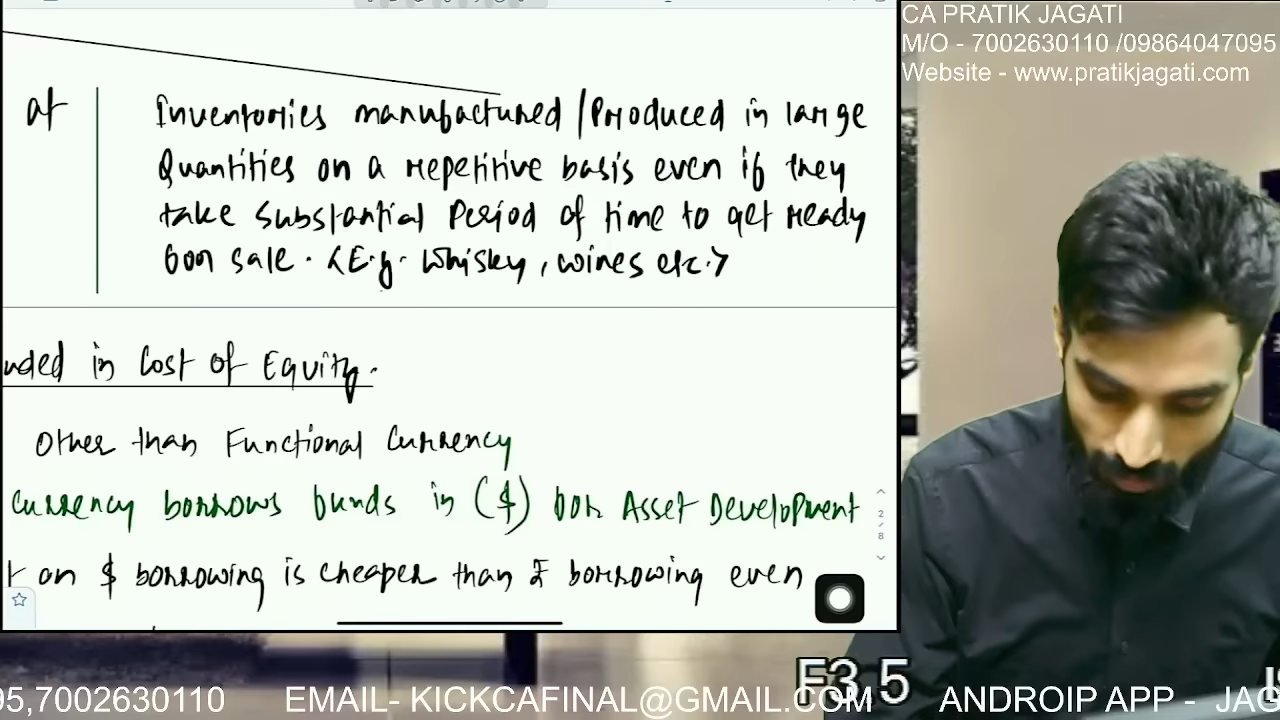 CA PRATIK JAGATI
M/O - 7002630110 /09864047095
Website - www.pratikjagati.com
at
Inventories manufactured/Produced in large
Quantities on a repetitive basis even if they
take substantial Period of time to get ready
for sale. (E.g. Whisky, wines etc.)
uded in Cost of Equity.
Other than Functional Currency
Currency borrows funds in ($) for Asset Development
t on $ borrowing is cheaper than ₹ borrowing even
2/8
F3 5
95,7002630110 EMAIL- KICKCAFINAL@GMAIL.COM ANDROIP APP - JAG